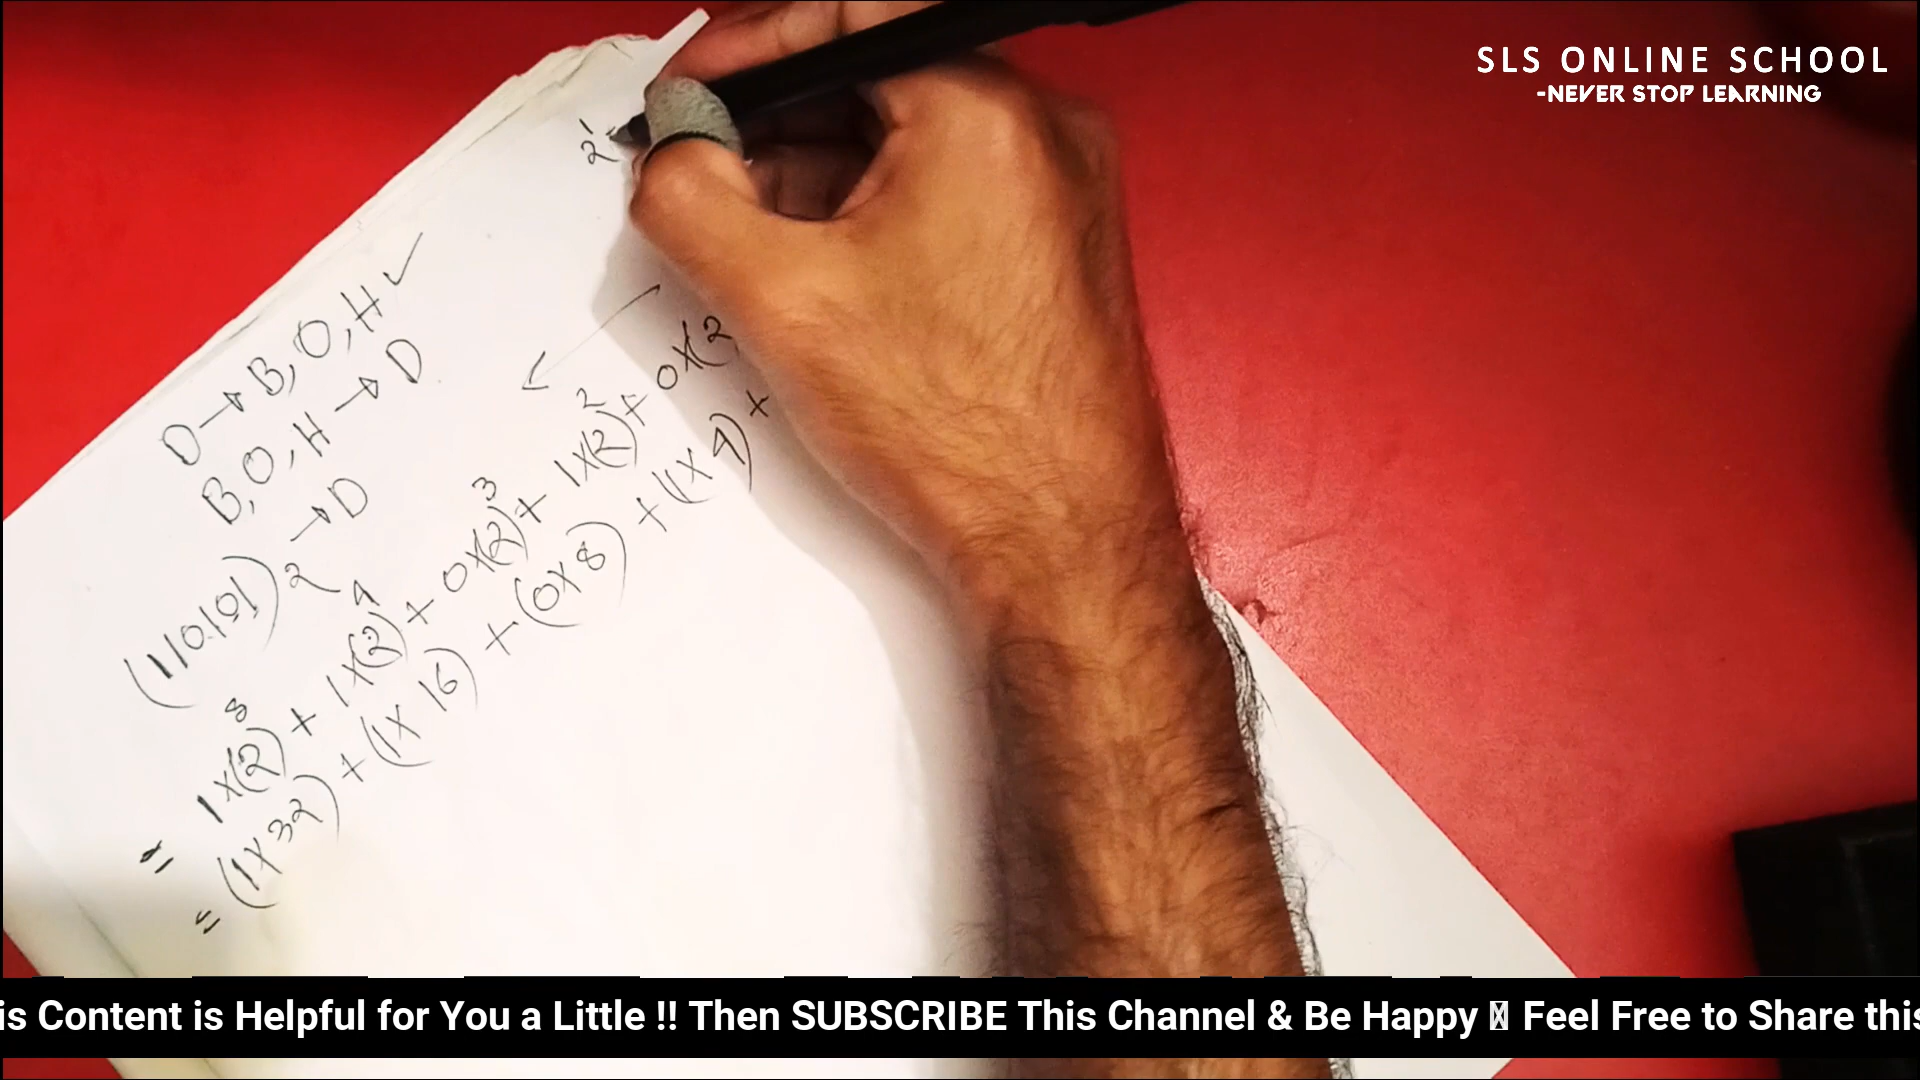 SLS ONLINE SCHOOL
-NEVER STOP LEARNING
2¹ =
D → B, O, H ✓
B, O, H → D
(110101)₂ → D
= 1×(2)⁸ + 1×(2)⁴ + 0×(2)³ + 1×(2)² + 0×(2
= (1×32) + (1×16) + (0×8) + (1×4) +
is Content is Helpful for You a Little !! Then SUBSCRIBE This Channel & Be Happy Feel Free to Share this